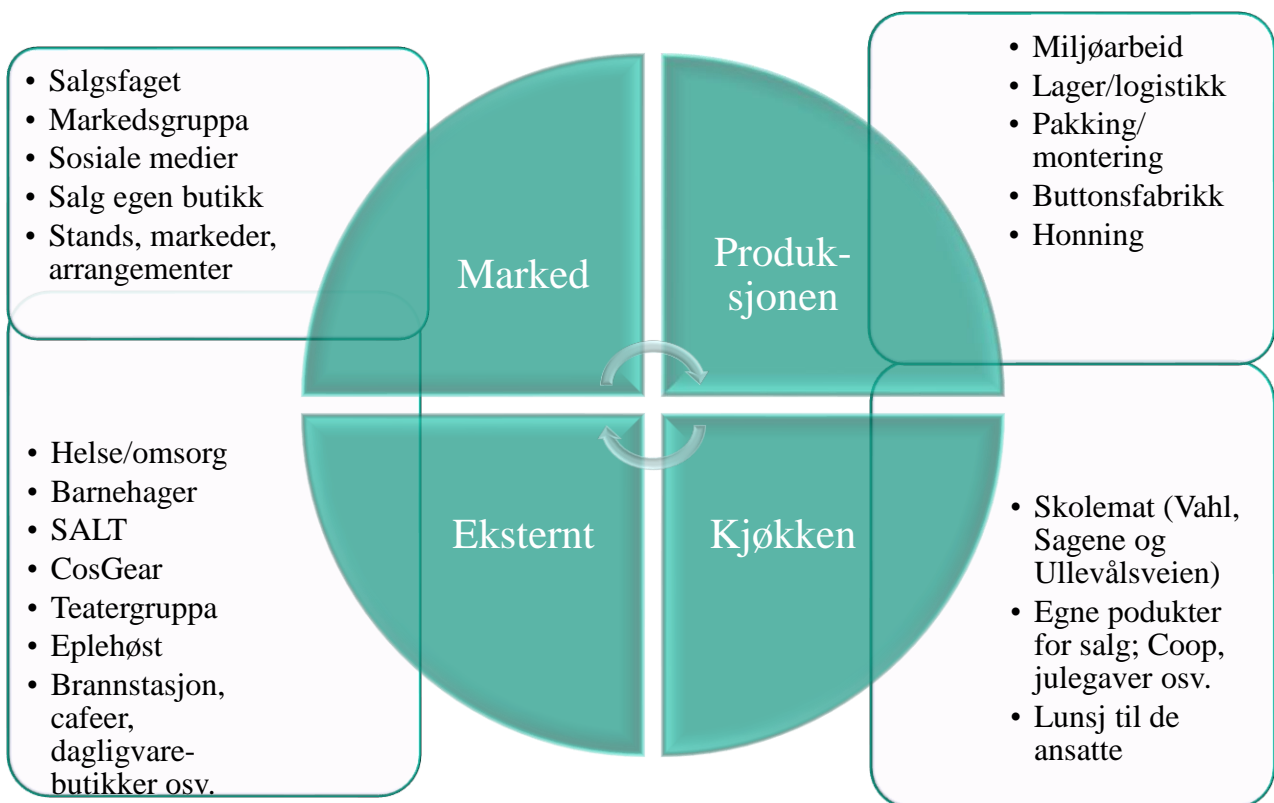 • Salgsfaget
• Markedsgruppa
• Sosiale medier
• Salg egen butikk
• Stands, markeder,
arrangementer
Marked
Produk-
sjonen
• Miljøarbeid
• Lager/logistikk
• Pakking/
montering
• Buttonsfabrikk
• Honning
• Helse/omsorg
• Barnehager
• SALT
• CosGear
• Teatergruppa
• Eplehøst
• Brannstasjon,
cafeer,
dagligvare-
butikker osv.
Eksternt
Kjøkken
• Skolemat (Vahl,
Sagene og
Ullevålsveien)
• Egne podukter
for salg; Coop,
julegaver osv.
• Lunsj til de
ansatte